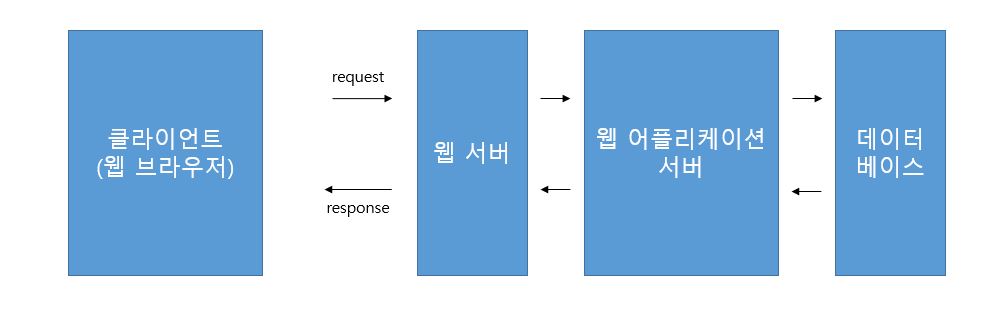 request
클라이언트
(웹 브라우저)
response
웹 서버
웹 어플리케이션
서버
데이터
베이스